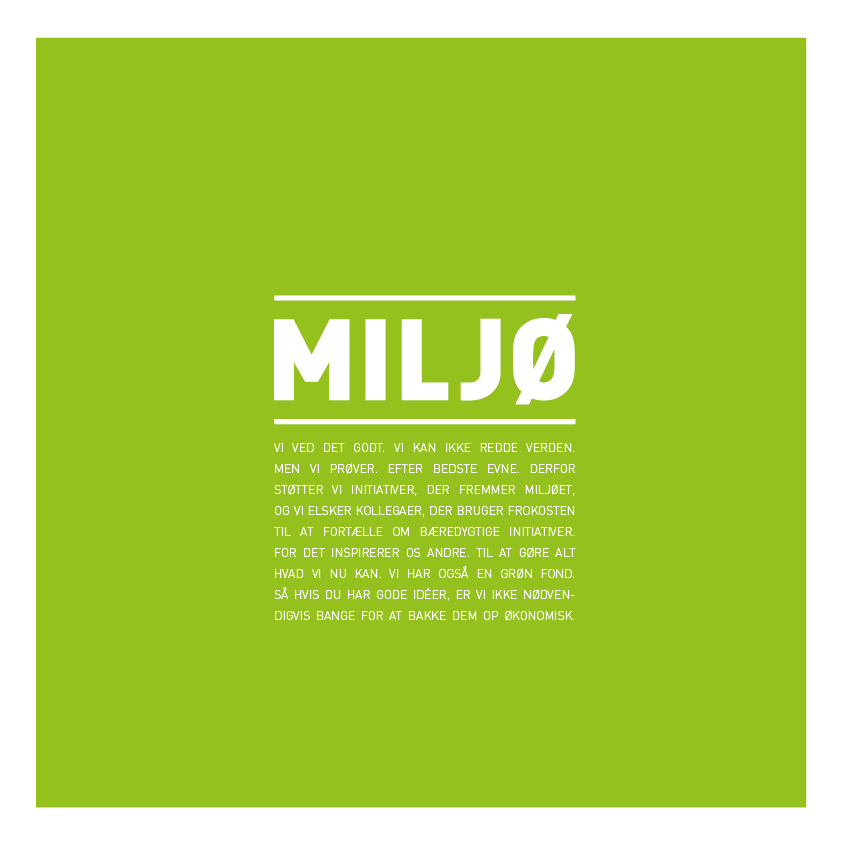 MILJØ
VI VED DET GODT. VI KAN IKKE REDDE VERDEN.
MEN VI PRØVER. EFTER BEDSTE EVNE. DERFOR
STØTTER VI INITIATIVER, DER FREMMER MILJØET,
OG VI ELSKER KOLLEGAER, DER BRUGER FROKOSTEN
TIL AT FORTÆLLE OM BÆREDYGTIGE INITIATIVER.
FOR DET INSPIRERER OS ANDRE. TIL AT GØRE ALT
HVAD VI NU KAN. VI HAR OGSÅ EN GRØN FOND.
SÅ HVIS DU HAR GODE IDÉER, ER VI IKKE NØDVEN-
DIGVIS BANGE FOR AT BAKKE DEM OP ØKONOMISK.